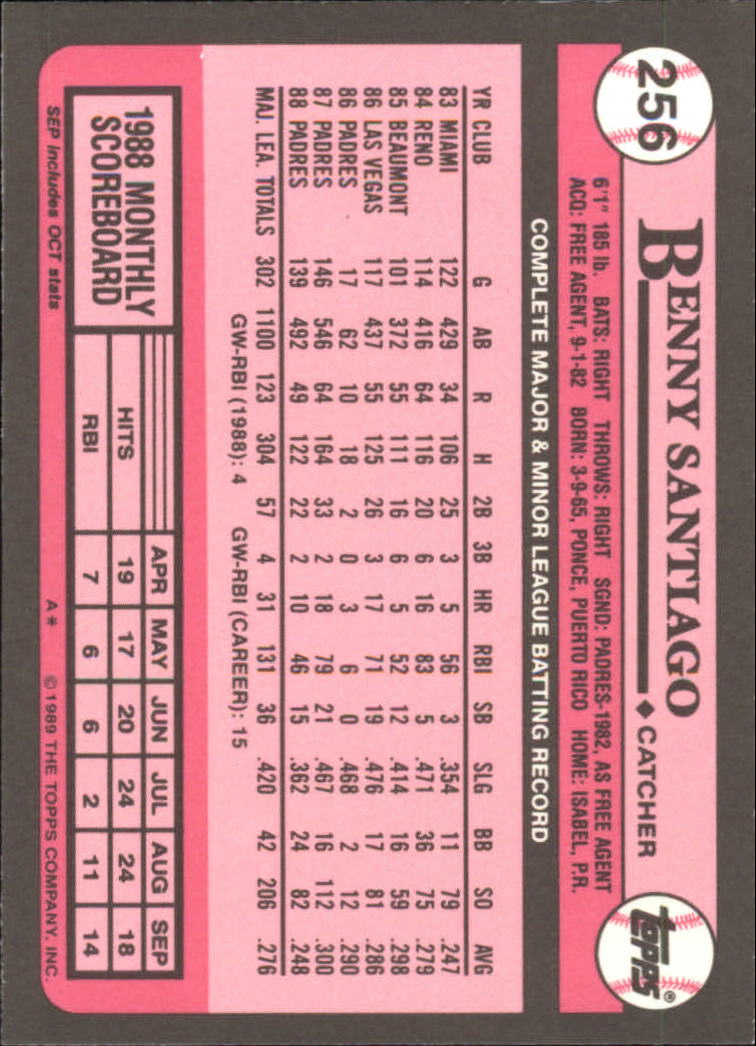 256
BENNY SANTIAGO ◆ CATCHER
topps®
6'1" 185 lb. BATS: RIGHT THROWS: RIGHT SGND: PADRES-1982, AS FREE AGENT
ACQ: FREE AGENT, 9-1-82 BORN: 3-9-65, PONCE, PUERTO RICO HOME: ISABEL, P.R.
COMPLETE MAJOR & MINOR LEAGUE BATTING RECORD
YR CLUB G AB R H 2B 3B HR RBI SB SLG BB SO AVG
83 MIAMI 122 429 34 106 25 3 5 56 3 .354 11 79 .247
84 RENO 114 416 64 116 20 6 16 83 5 .471 36 75 .279
85 BEAUMONT 101 372 55 111 16 6 5 52 12 .414 16 59 .298
86 LAS VEGAS 117 437 55 125 26 3 17 71 19 .476 17 81 .286
86 PADRES 17 62 10 18 2 0 3 6 0 .468 2 12 .290
87 PADRES 146 546 64 164 33 2 18 79 21 .467 16 112 .300
88 PADRES 139 492 49 122 22 2 10 46 15 .362 24 82 .248
MAJ. LEA. TOTALS 302 1100 123 304 57 4 31 131 36 .420 42 206 .276
GW-RBI (1988): 4 GW-RBI (CAREER): 15
1988 MONTHLY
SCOREBOARD
APR MAY JUN JUL AUG SEP
HITS 19 17 20 24 24 18
RBI 7 6 6 2 11 14
SEP includes OCT stats
A* © 1989 THE TOPPS COMPANY, INC.